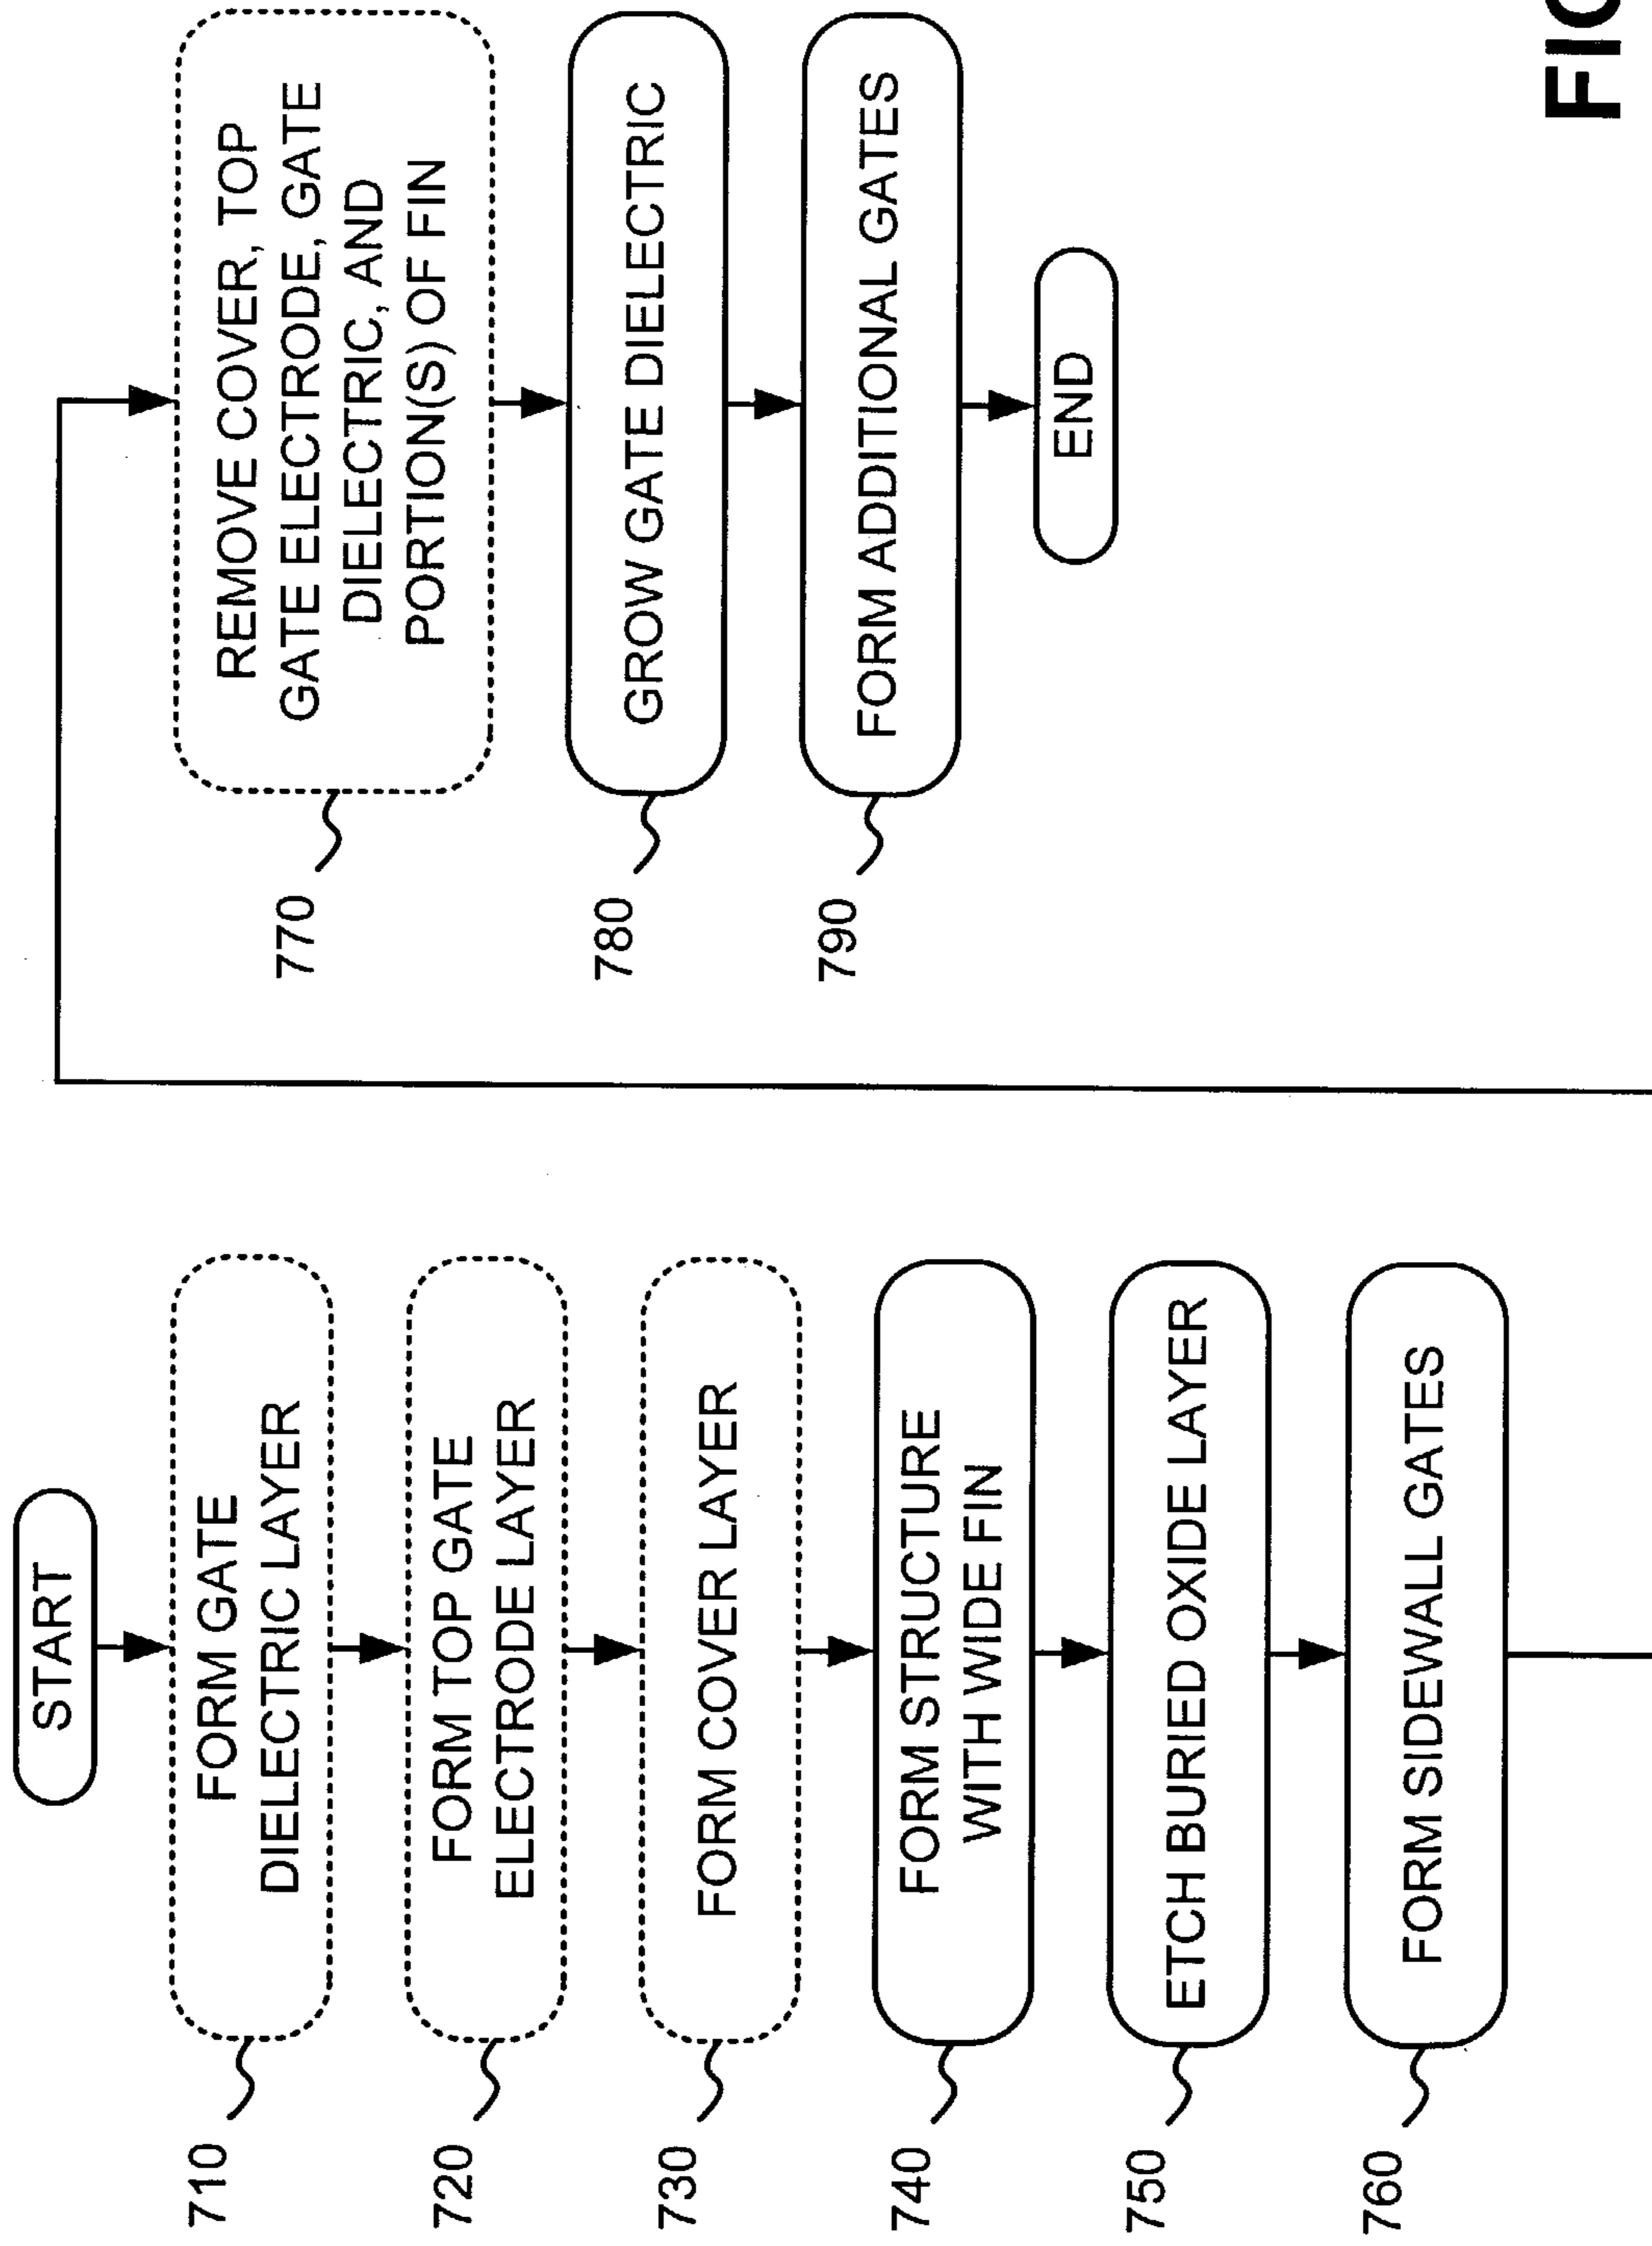 START
710
FORM GATE
DIELECTRIC LAYER
720
FORM TOP GATE
ELECTRODE LAYER
730
FORM COVER LAYER
740
FORM STRUCTURE
WITH WIDE FIN
750
ETCH BURIED OXIDE LAYER
760
FORM SIDEWALL GATES
770
REMOVE COVER, TOP
GATE ELECTRODE, GATE
DIELECTRIC, AND
PORTION(S) OF FIN
780
GROW GATE DIELECTRIC
790
FORM ADDITIONAL GATES
END